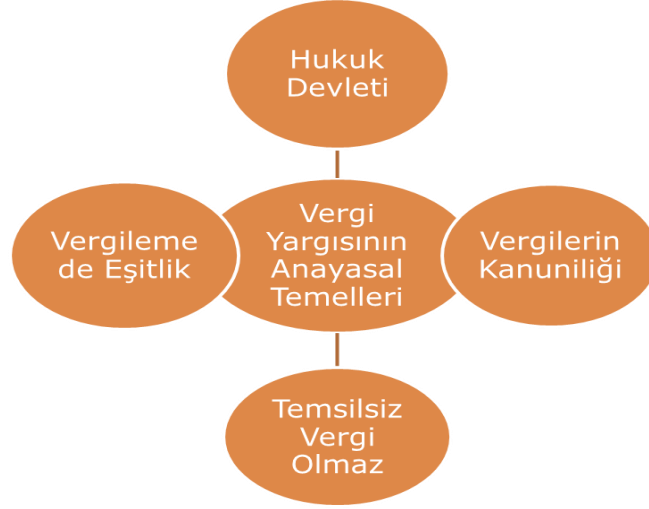 Hukuk
Devleti
Vergileme
de Eşitlik
Vergi
Yargısının
Anayasal
Temelleri
Vergilerin
Kanuniliği
Temsilsiz
Vergi
Olmaz